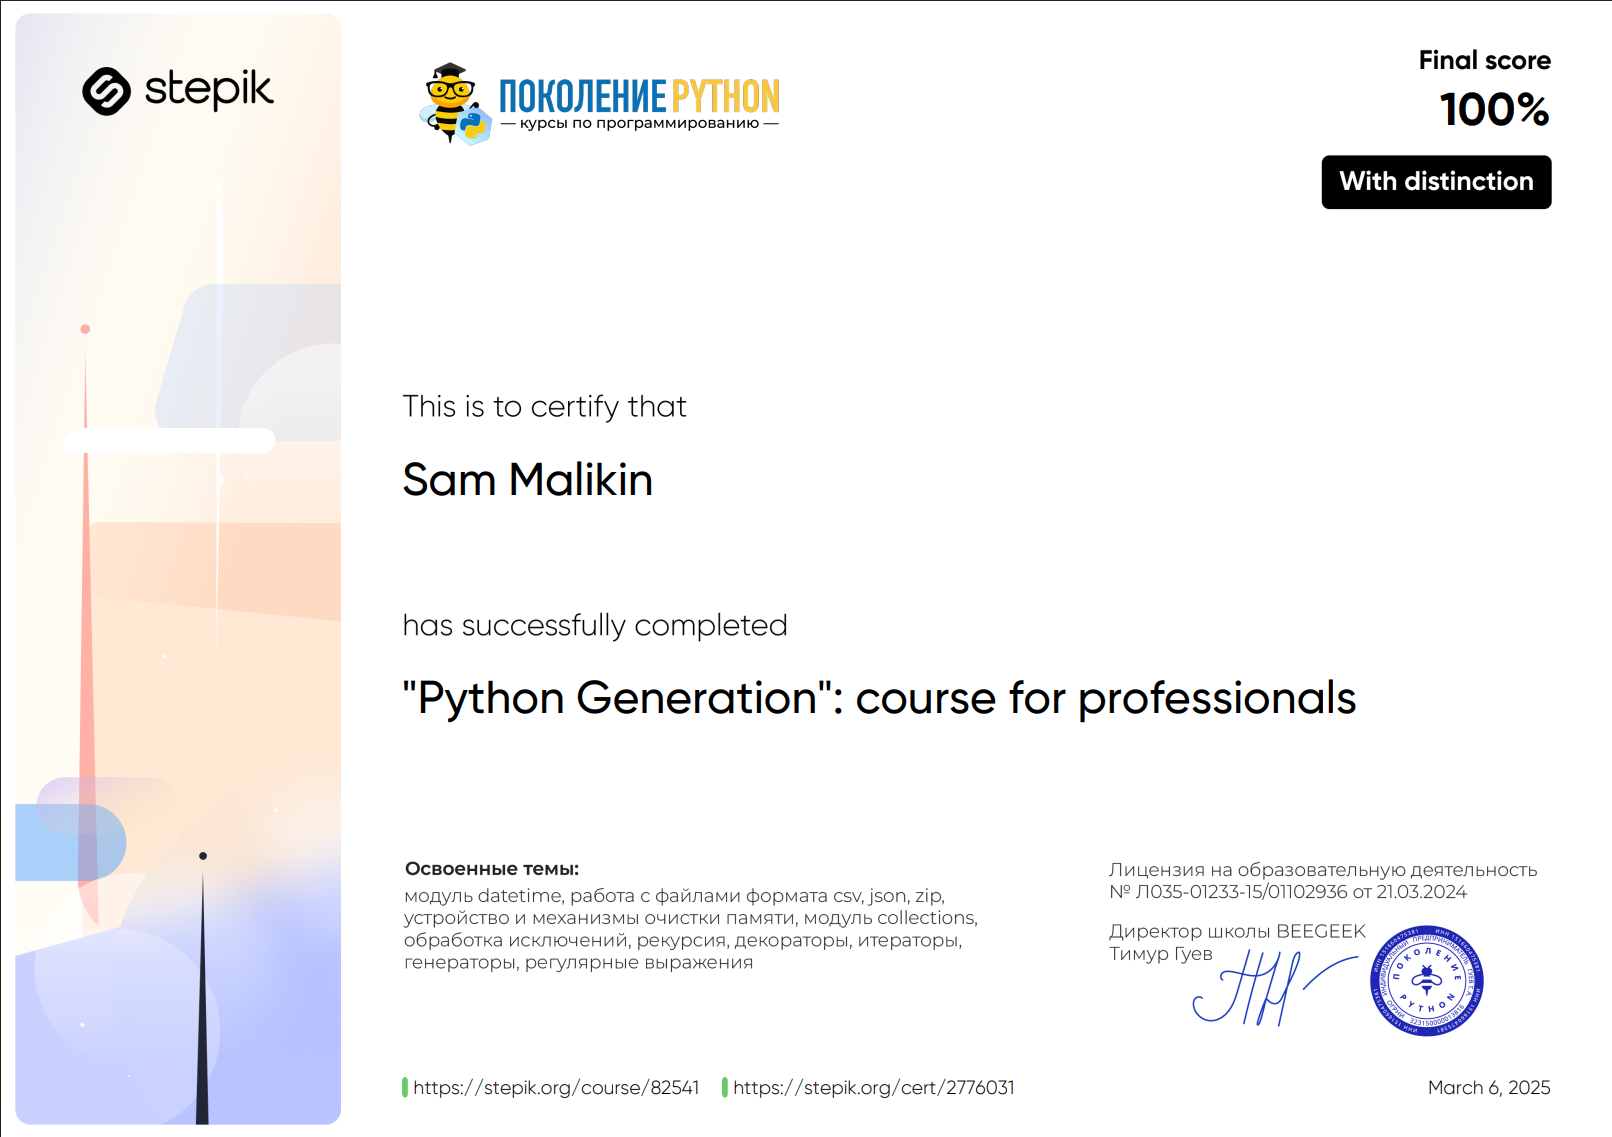 stepik
ПОКОЛЕНИЕ PYTHON
— курсы по программированию —
Final score
100%
With distinction
This is to certify that
Sam Malikin
has successfully completed
"Python Generation": course for professionals
Освоенные темы:
модуль datetime, работа с файлами формата csv, json, zip,
устройство и механизмы очистки памяти, модуль collections,
обработка исключений, рекурсия, декораторы, итераторы,
генераторы, регулярные выражения
Лицензия на образовательную деятельность
№ Л035-01233-15/01102936 от 21.03.2024
Директор школы BEEGEEK
Тимур Гуев
ПОКОЛЕНИЕ
PYTHON
ИНДИВИДУАЛЬНЫЙ ПРЕДПРИНИМАТЕЛЬ ГУЕВ Т.А.
https://stepik.org/course/82541
https://stepik.org/cert/2776031
March 6, 2025